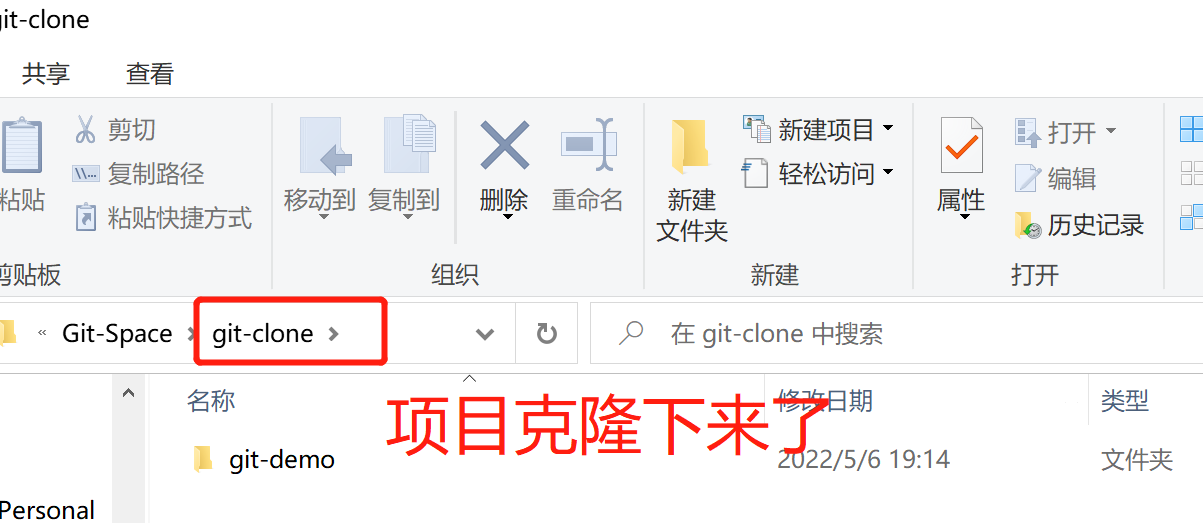 git-clone
共享 查看
剪切
复制路径
粘贴快捷方式
粘贴
移动到 复制到 删除 重命名
新建
文件夹
新建项目
轻松访问
属性
打开
编辑
历史记录
剪贴板 组织 新建 打开
« Git-Space git-clone 在 git-clone 中搜索
名称 修改日期 类型
项目克隆下来了
git-demo 2022/5/6 19:14 文件夹
Personal